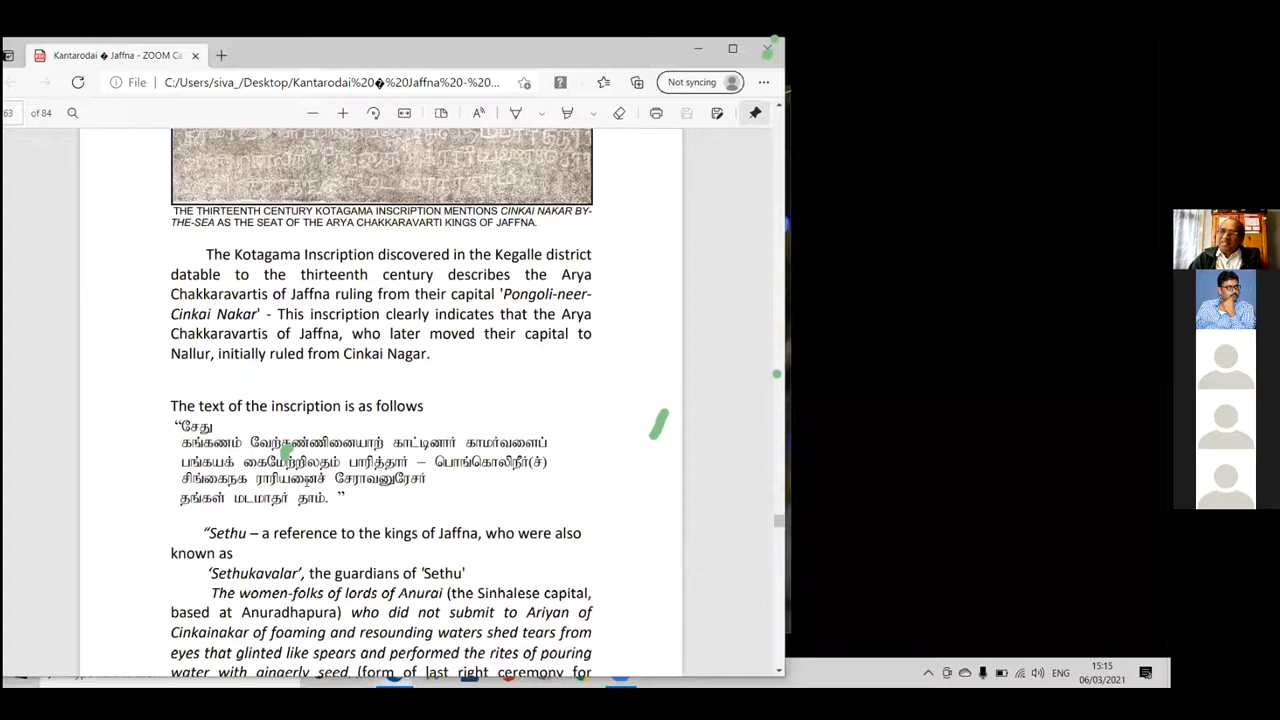 Kantarodai � Jaffna - ZOOM Ca
File
C:/Users/siva_/Desktop/Kantarodai%20�%20Jaffna%20-%20...
Not syncing
63 of 84
THE THIRTEENTH CENTURY KOTAGAMA INSCRIPTION MENTIONS CINKAI NAKAR BY-
THE-SEA AS THE SEAT OF THE ARYA CHAKKARAVARTI KINGS OF JAFFNA.
The Kotagama Inscription discovered in the Kegalle district
datable to the thirteenth century describes the Arya
Chakkaravartis of Jaffna ruling from their capital 'Pongoli-neer-
Cinkai Nakar' - This inscription clearly indicates that the Arya
Chakkaravartis of Jaffna, who later moved their capital to
Nallur, initially ruled from Cinkai Nagar.
The text of the inscription is as follows
“சேது
கங்கணம் வேற்கண்ணினையாற் காட்டினார் காமர்வளைப்
பங்கயக் கைமேற்றிலதம் பாரித்தார் – பொங்கொலிநீர்(ச்)
சிங்கைநக ராரியனைச் சேராவனுரேசர்
தங்கள் மடமாதர் தாம். ”
“Sethu – a reference to the kings of Jaffna, who were also
known as
‘Sethukavalar’, the guardians of 'Sethu'
The women-folks of lords of Anurai (the Sinhalese capital,
based at Anuradhapura) who did not submit to Ariyan of
Cinkainakar of foaming and resounding waters shed tears from
eyes that glinted like spears and performed the rites of pouring
water with gingerly seed (form of last right ceremony for
ENG
15:15
06/03/2021